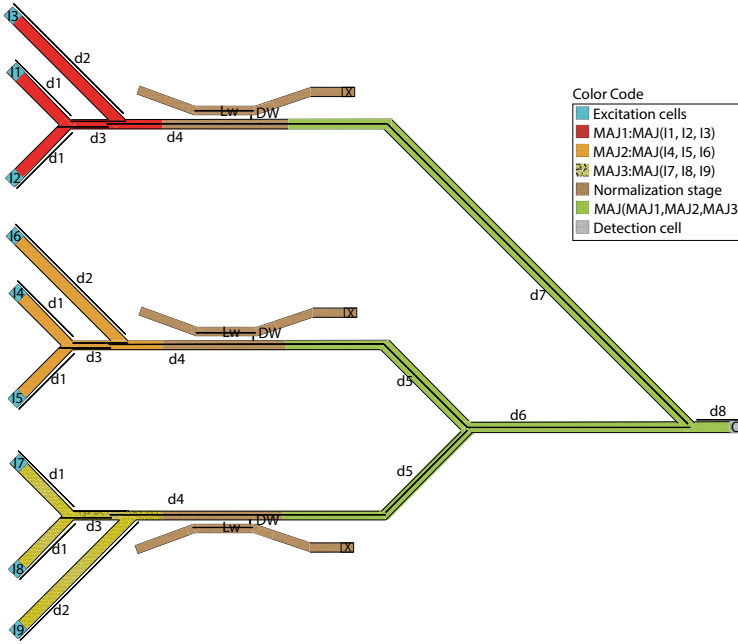 I3
d2
I1
d1
Lw
DW
X
d3
d4
d1
I2
Color Code
Excitation cells
MAJ1:MAJ(I1, I2, I3)
MAJ2:MAJ(I4, I5, I6)
MAJ3:MAJ(I7, I8, I9)
Normalization stage
MAJ(MAJ1,MAJ2,MAJ3
Detection cell
I6
d2
I4
d1
Lw
DW
X
d3
d4
d1
I5
d7
d5
d6
d8
O
d5
I7
d1
d4
d3
Lw
DW
X
d1
I8
d2
I9